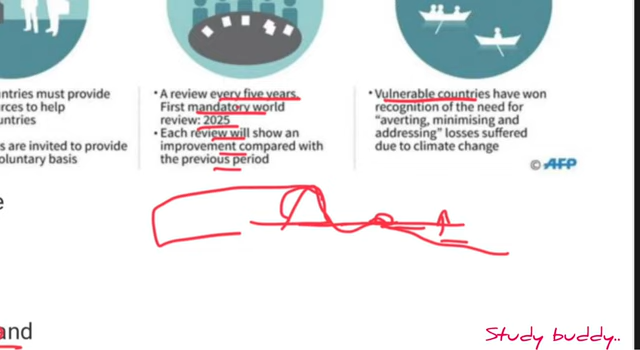 ntries must provide
rces to help
untries
s are invited to provide
oluntary basis
• A review every five years.
First mandatory world
review: 2025
• Each review will show an
improvement compared with
the previous period
• Vulnerable countries have won
recognition of the need for
"averting, minimising and
addressing" losses suffered
due to climate change
© AFP
e
and
Study buddy..